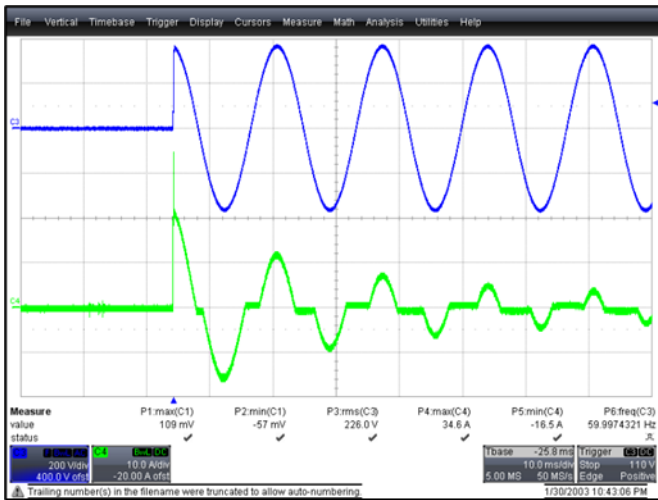 File Vertical Timebase Trigger Display Cursors Measure Math Analysis Utilities Help
C3
C4
Measure P1:max(C1) P2:min(C1) P3:rms(C3) P4:max(C4) P5:min(C4) P6:freq(C3)
value 109 mV -57 mV 226.0 V 34.6 A -16.5 A 59.9974321 Hz
status
C4 BwL DC Tbase -25.8 ms Trigger C3 DC
200 V/div 10.0 A/div 10.0 ms/div Stop 110 V
400.0 V ofst -20.00 A ofst 5.00 MS 50 MS/s Edge Positive
Trailing number(s) in the filename were truncated to allow auto-numbering. 1/30/2003 10:43:06 PM